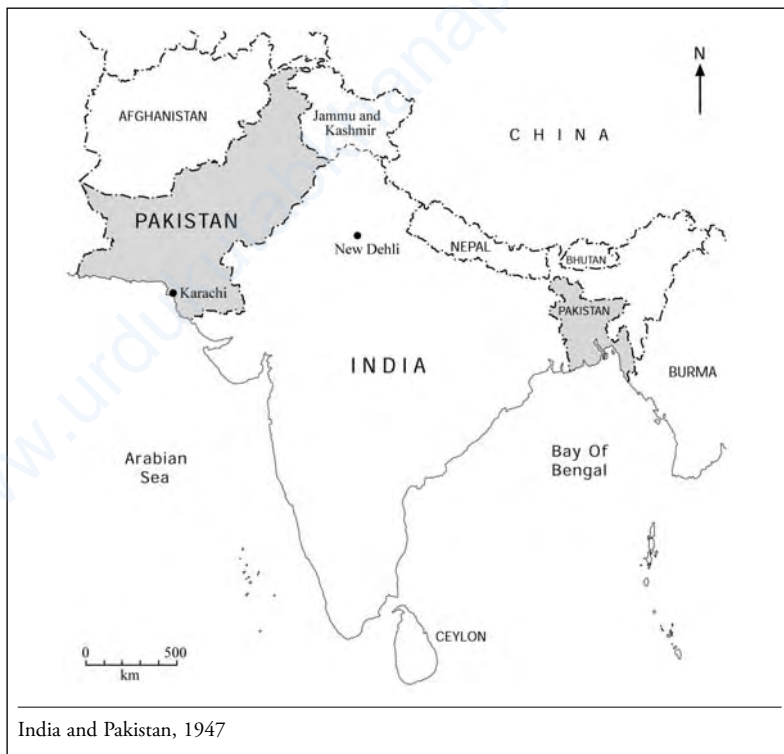 N
AFGHANISTAN
Jammu and
Kashmir
C H I N A
PAKISTAN
New Dehli
NEPAL
BHUTAN
Karachi
PAKISTAN
INDIA
BURMA
Arabian
Sea
Bay Of
Bengal
CEYLON
0 500
km
India and Pakistan, 1947